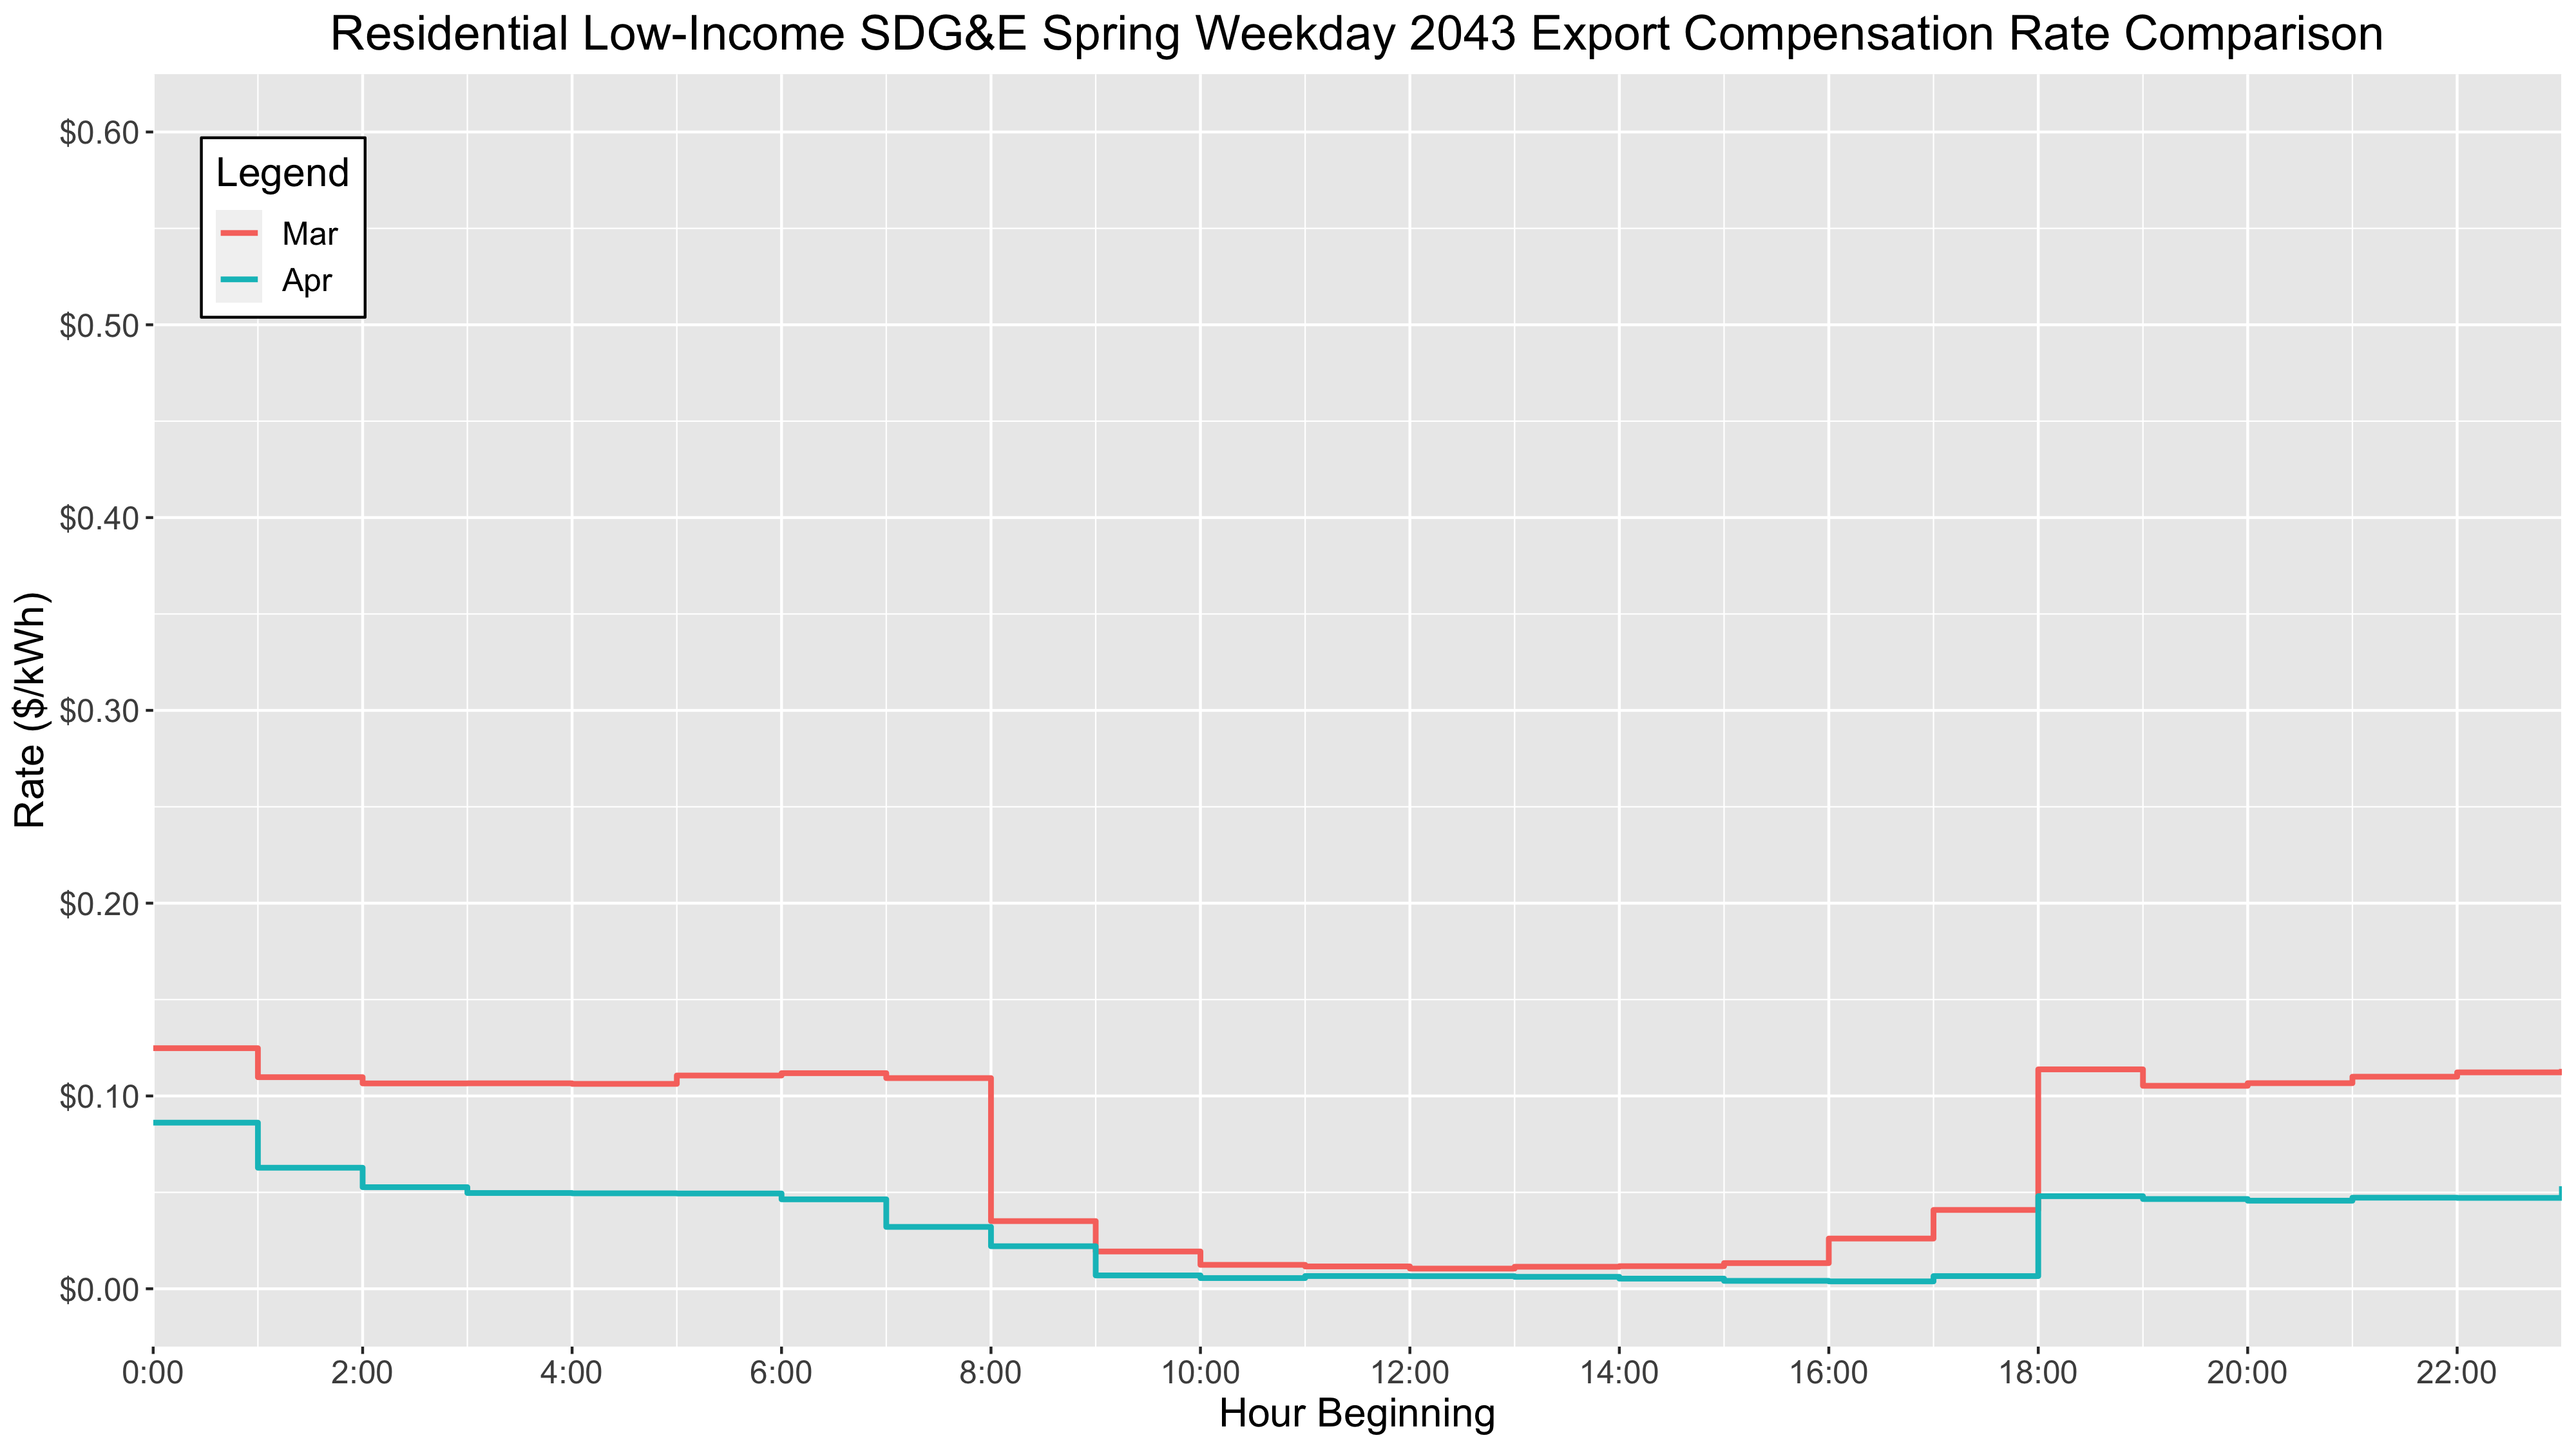 Residential Low-Income SDG&E Spring Weekday 2043 Export Compensation Rate Comparison
$0.60
Legend
Mar
Apr
$0.50
$0.40
Rate ($/kWh)
$0.30
$0.20
$0.10
$0.00
0:00 2:00 4:00 6:00 8:00 10:00 12:00 14:00 16:00 18:00 20:00 22:00
Hour Beginning